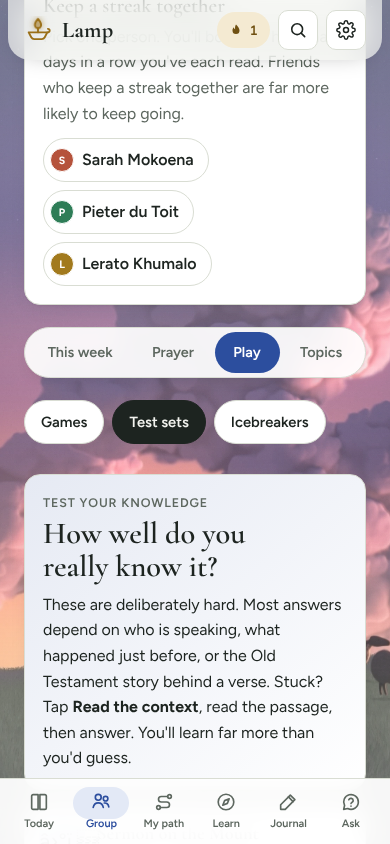 Keep a streak together
Lamp
1
days in a row you've each read. Friends
who keep a streak together are far more
likely to keep going.
S Sarah Mokoena
P Pieter du Toit
L Lerato Khumalo
This week Prayer Play Topics
Games Test sets Icebreakers
TEST YOUR KNOWLEDGE
How well do you
really know it?
These are deliberately hard. Most answers
depend on who is speaking, what
happened just before, or the Old
Testament story behind a verse. Stuck?
Tap Read the context, read the passage,
then answer. You'll learn far more than
you'd guess.
Today Group My path Learn Journal Ask